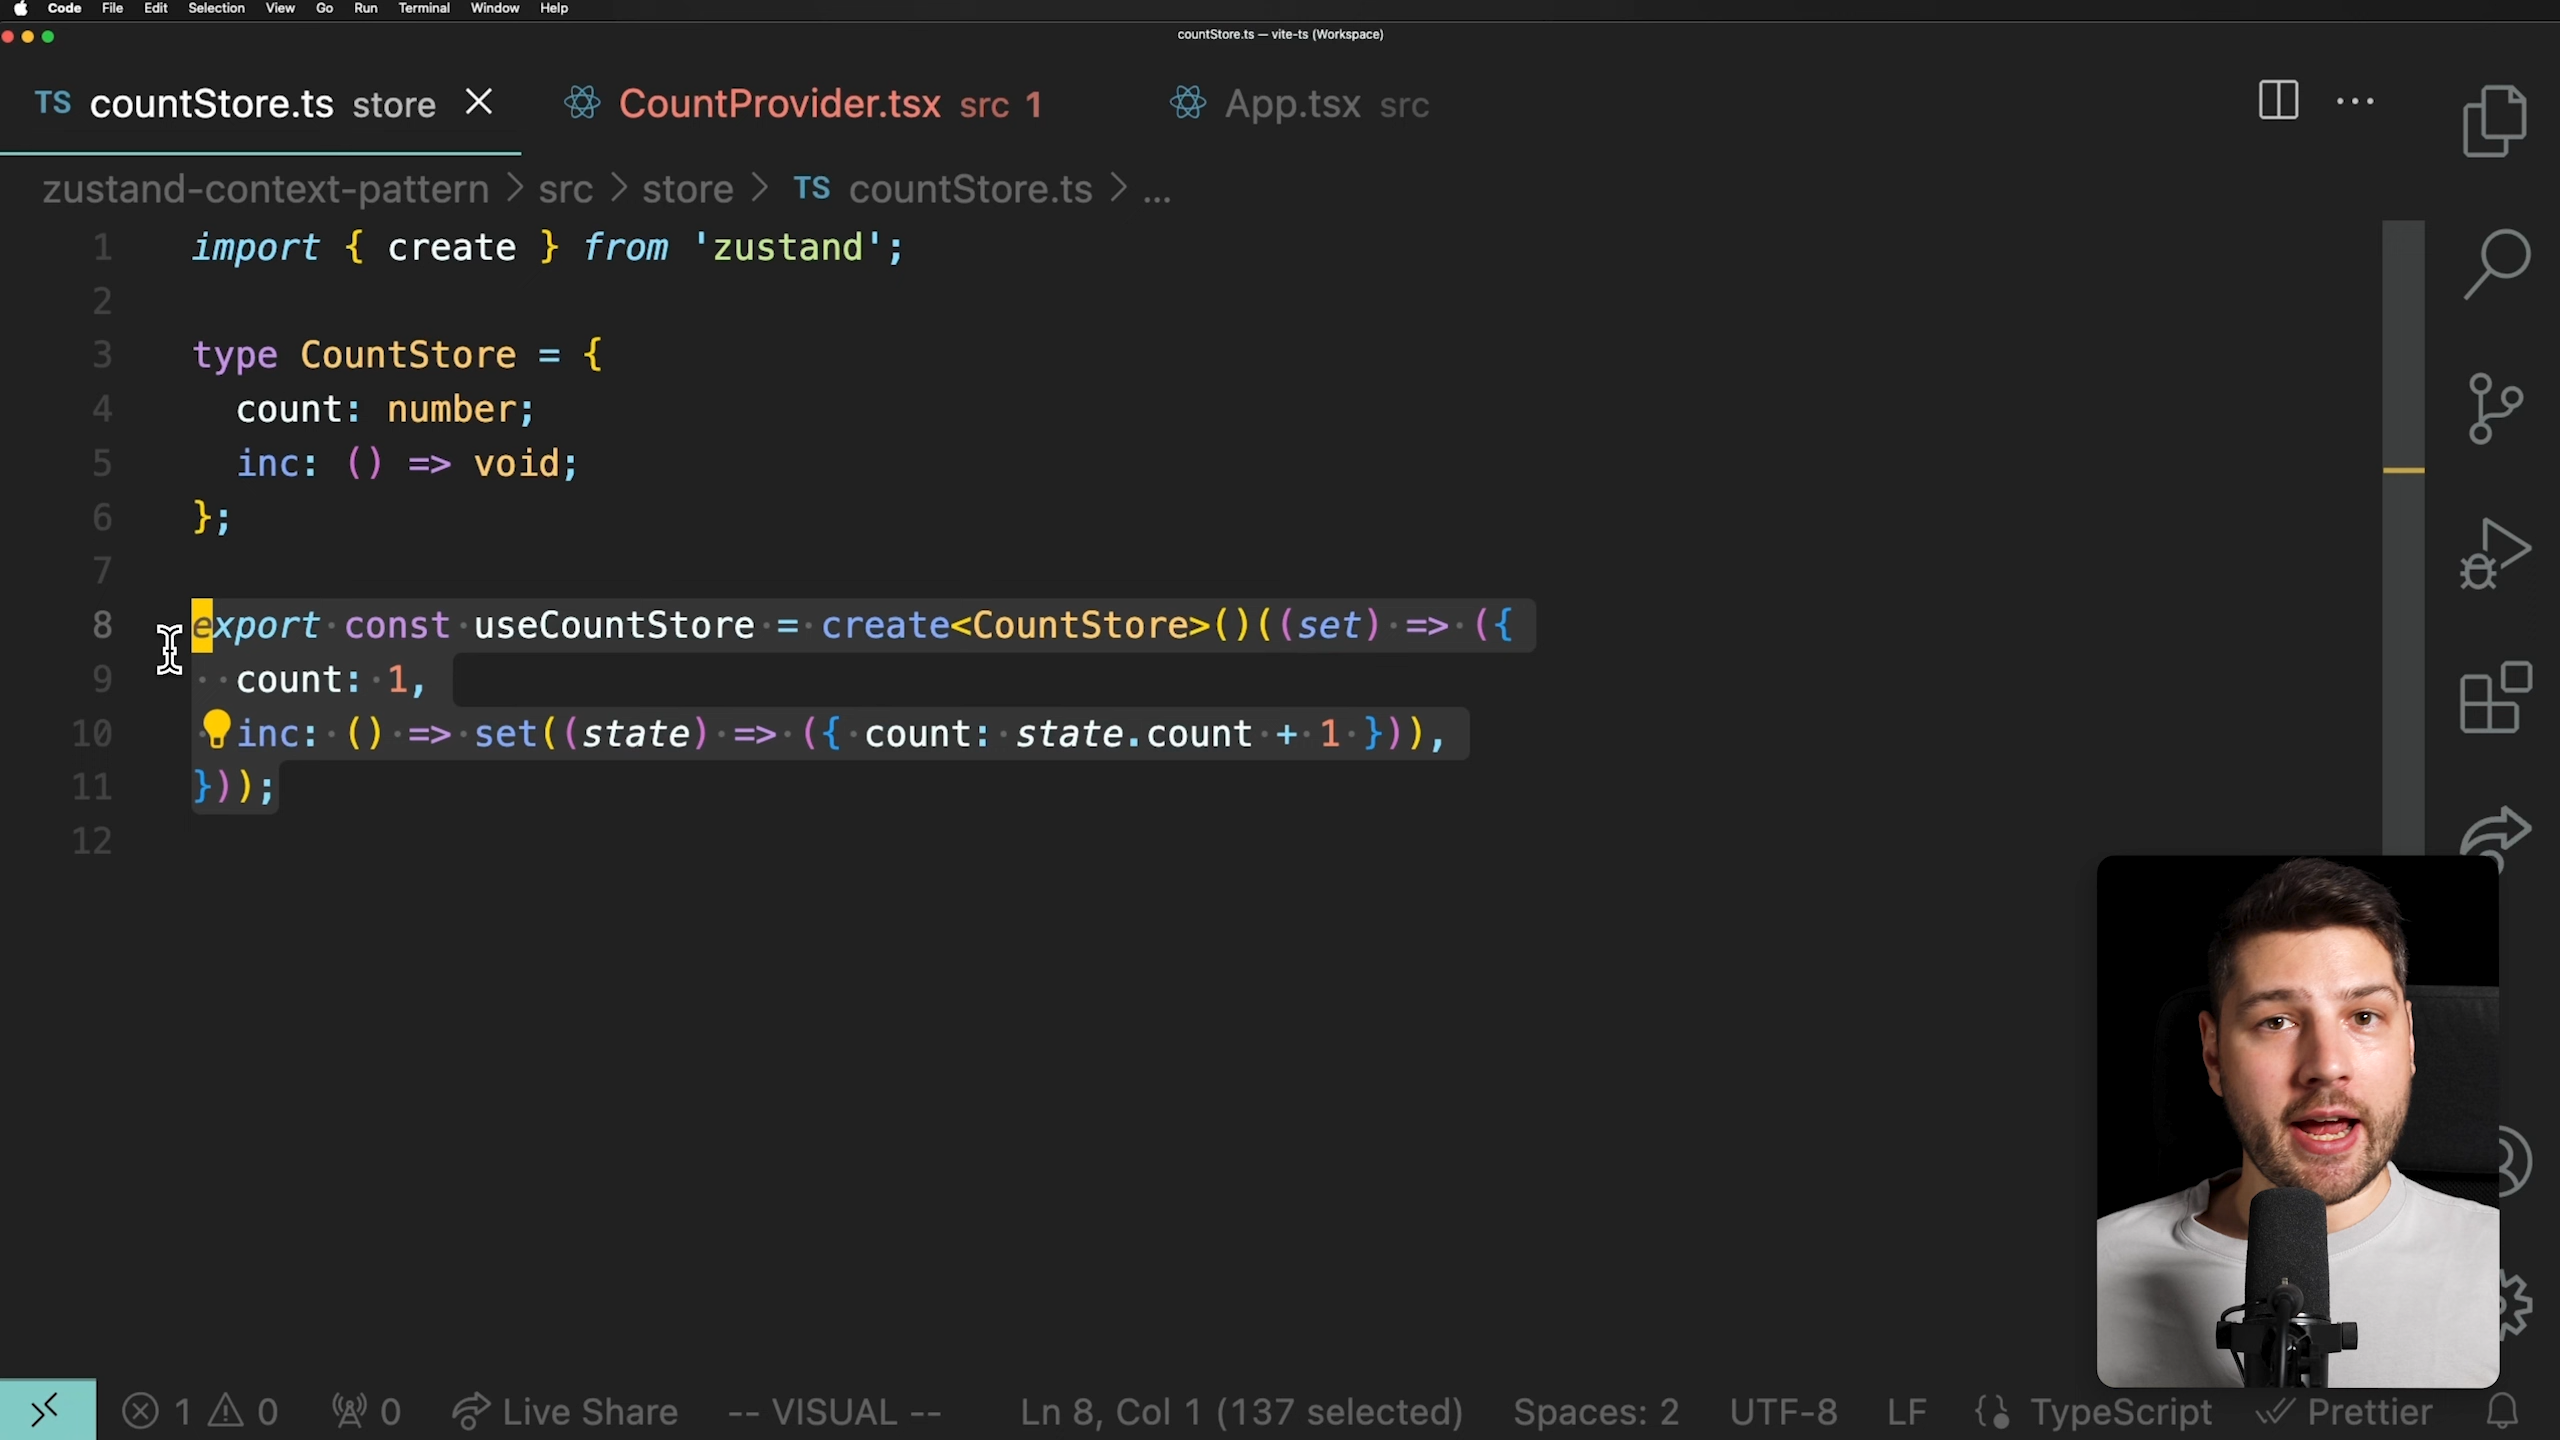 Code File Edit Selection View Go Run Terminal Window Help
countStore.ts — vite-ts (Workspace)
TS countStore.ts store CountProvider.tsx src 1 App.tsx src
zustand-context-pattern > src > store > TS countStore.ts > ...
1 import { create } from 'zustand';
2
3 type CountStore = {
4 count: number;
5 inc: () => void;
6 };
7
8 export const useCountStore = create<CountStore>()((set) => ({
9 count: 1,
10 inc: () => set((state) => ({ count: state.count + 1 })),
11 }));
12
1 0 0 Live Share -- VISUAL -- Ln 8, Col 1 (137 selected) Spaces: 2 UTF-8 LF TypeScript Prettier